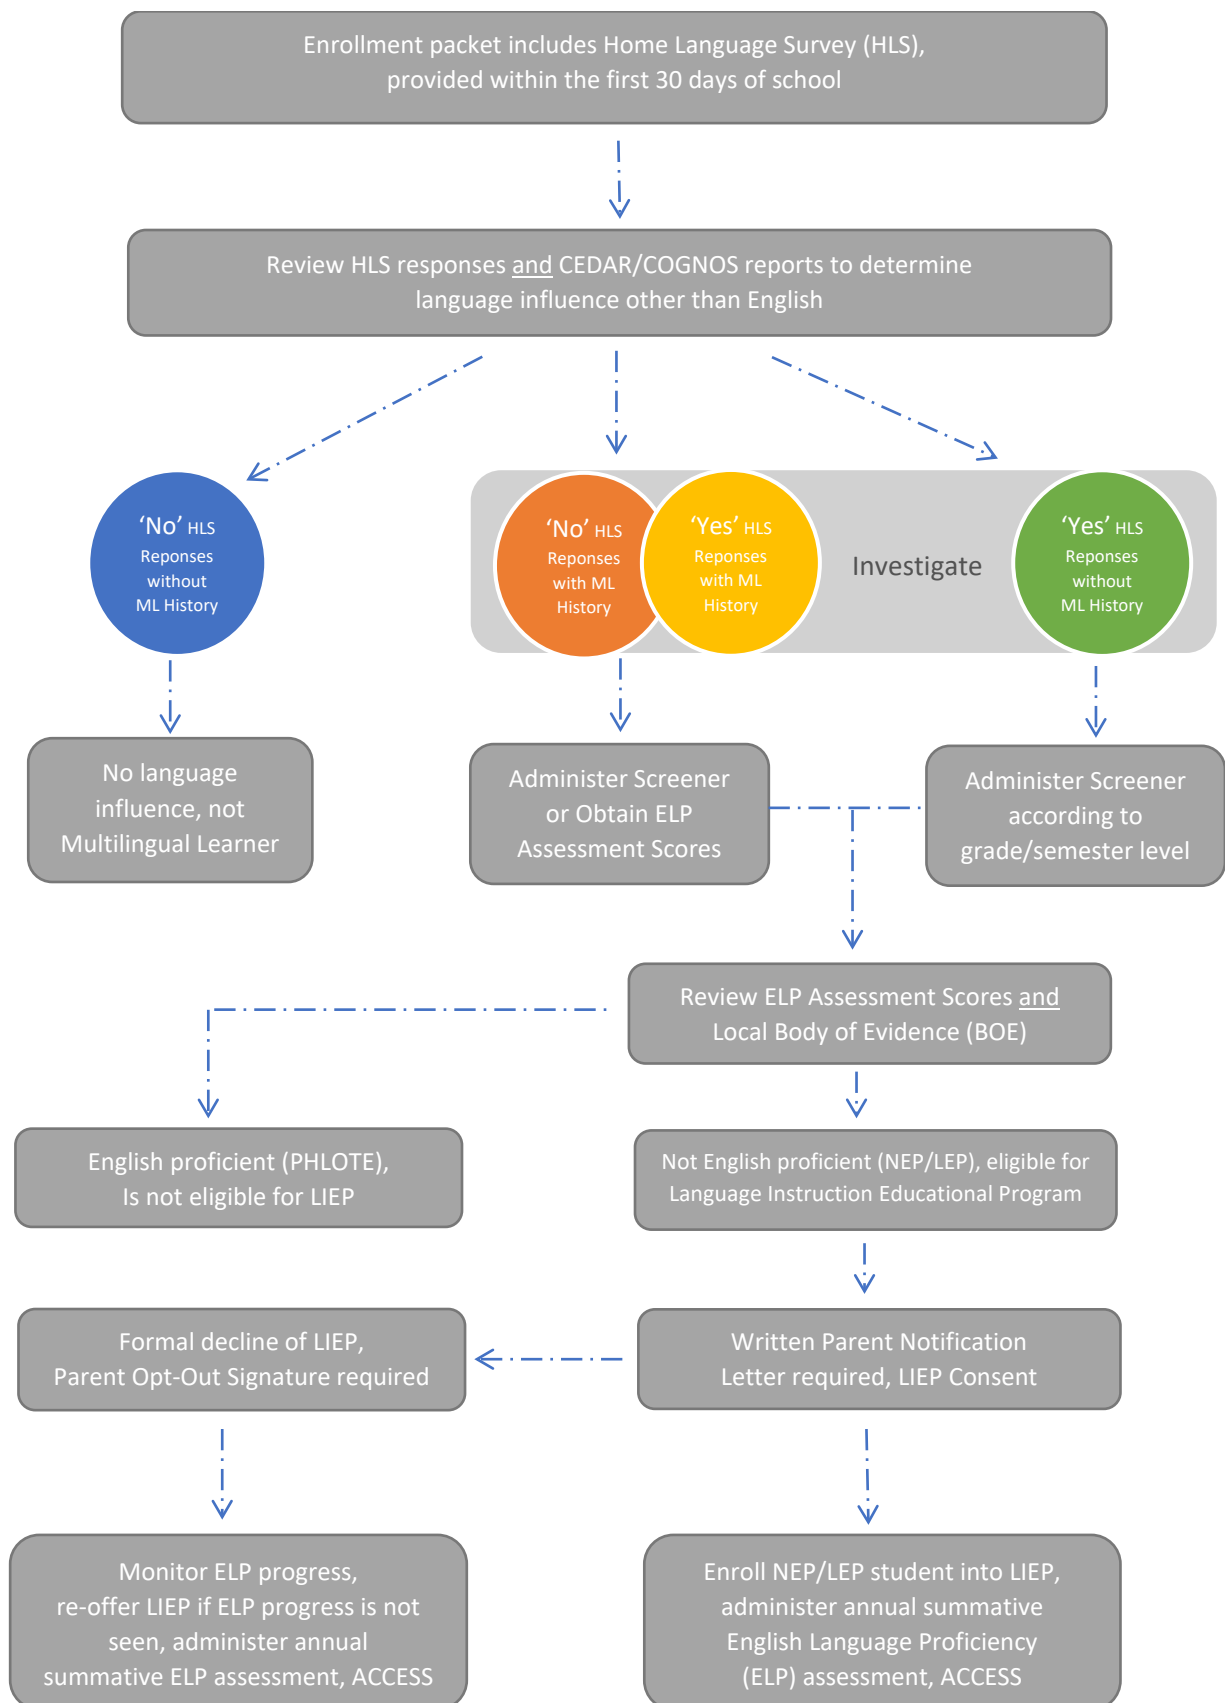 Enrollment packet includes Home Language Survey (HLS),
provided within the first 30 days of school
Review HLS responses and CEDAR/COGNOS reports to determine
language influence other than English
‘No’ HLS
Reponses
without
ML History
‘No’ HLS
Reponses
with ML
History
‘Yes’ HLS
Reponses
with ML
History
Investigate
‘Yes’ HLS
Reponses
without
ML History
No language
influence, not
Multilingual Learner
Administer Screener
or Obtain ELP
Assessment Scores
Administer Screener
according to
grade/semester level
Review ELP Assessment Scores and
Local Body of Evidence (BOE)
English proficient (PHLOTE),
Is not eligible for LIEP
Not English proficient (NEP/LEP), eligible for
Language Instruction Educational Program
Formal decline of LIEP,
Parent Opt-Out Signature required
Written Parent Notification
Letter required, LIEP Consent
Monitor ELP progress,
re-offer LIEP if ELP progress is not
seen, administer annual
summative ELP assessment, ACCESS
Enroll NEP/LEP student into LIEP,
administer annual summative
English Language Proficiency
(ELP) assessment, ACCESS